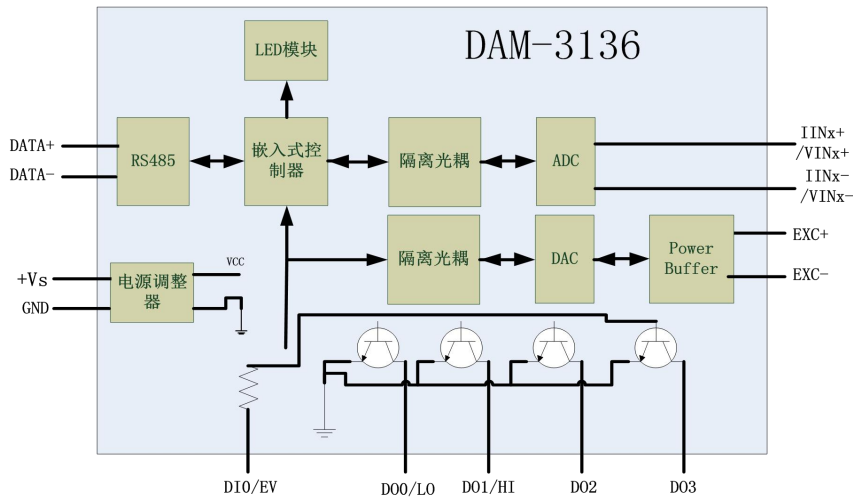 DAM-3136
LED模块
DATA+
DATA-
RS485
嵌入式控
制器
隔离光耦
ADC
IINx+
/VINx+
IINx-
/VINx-
隔离光耦
DAC
Power
Buffer
EXC+
EXC-
+Vs
GND
电源调整
器
VCC
DI0/EV
DO0/LO
DO1/HI
DO2
DO3